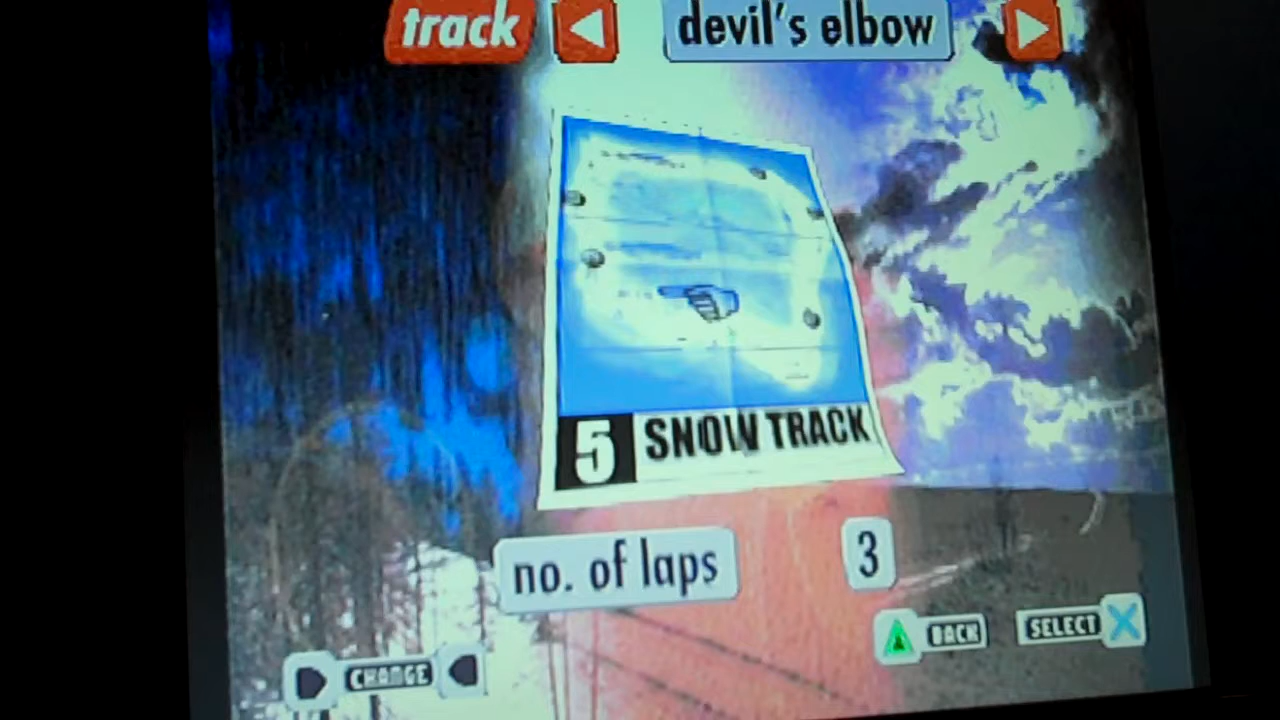 track
devil's elbow
5 SNOW TRACK
no. of laps 3
BACK SELECT
CHANGE